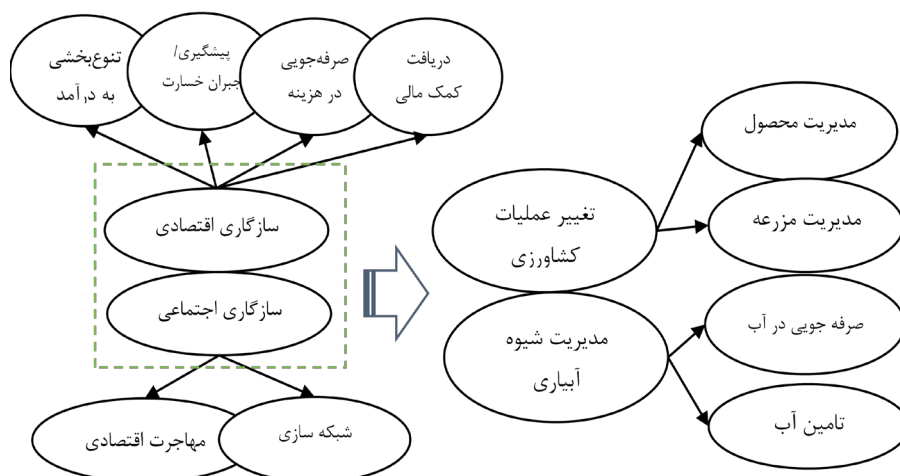 دریافت
کمک مالی
صرفه‌جویی
در هزینه
پیشگیری/
جبران خسارت
تنوع‌بخشی
به درآمد
سازگاری اقتصادی
سازگاری اجتماعی
شبکه سازی
مهاجرت اقتصادی
تغییر عملیات
کشاورزی
مدیریت شیوه
آبیاری
مدیریت محصول
مدیریت مزرعه
صرفه جویی در آب
تامین آب